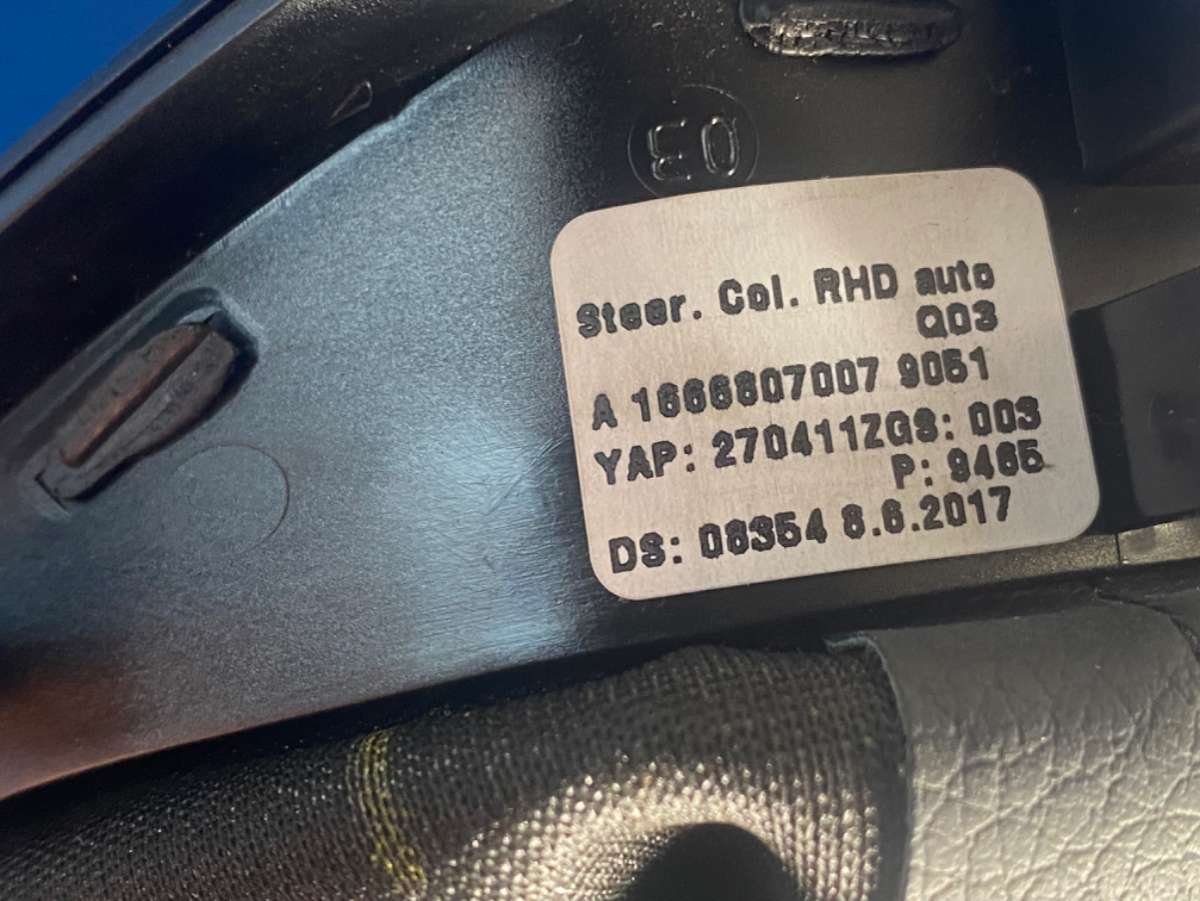 03
Steer. Col. RHD auto
Q03
A 1666807007 9051
YAP: 270411ZGS: 003
P: 9465
DS: 08354 8.6.2017